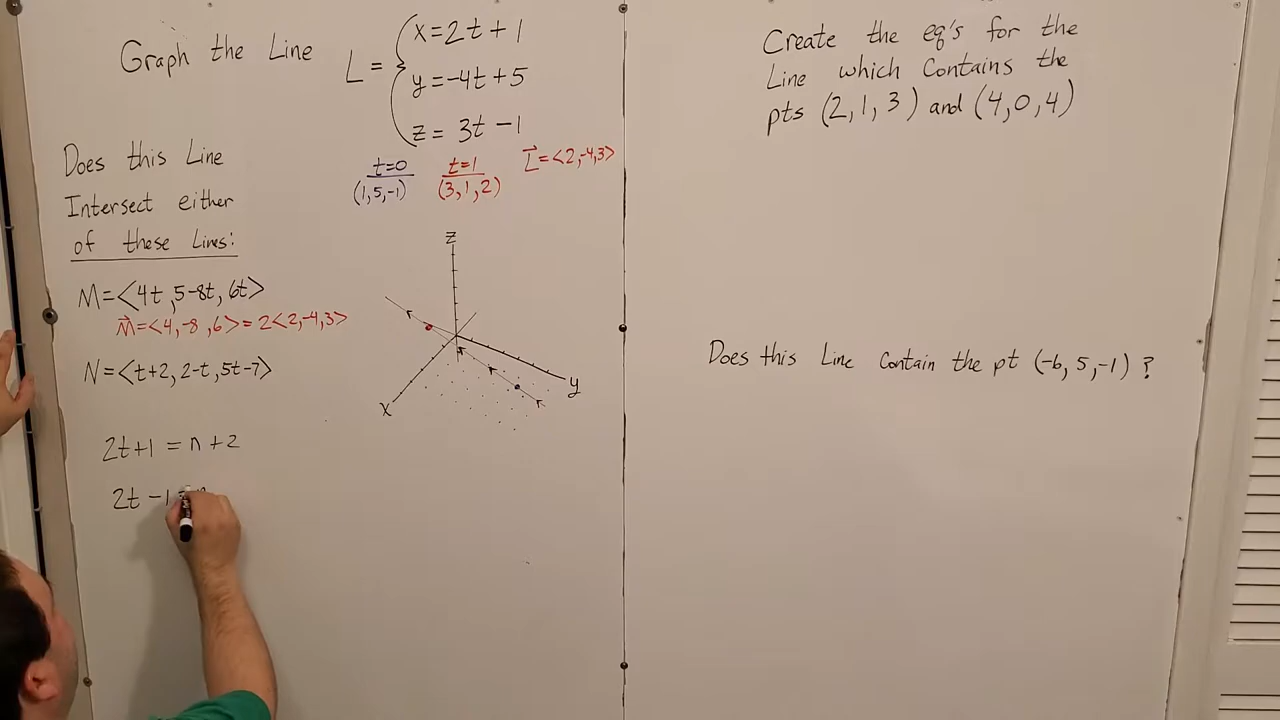 Graph the Line
L =
x=2t+1
y=-4t+5
z= 3t-1
t=0
(1,5,-1)
t=1
(3,1,2)
L=<2,-4,3>
Does this Line
Intersect either
of these Lines:
M=<4t,5-8t,6t>
M=<4,-8,6>=2<2,-4,3>
N=<t+2,2-t,5t-7>
2t+1 = n+2
2t-1=n
z
x
y
Create the eq's for the
Line which Contains the
pts (2,1,3) and (4,0,4)
Does this Line contain the pt (-6,5,-1)?